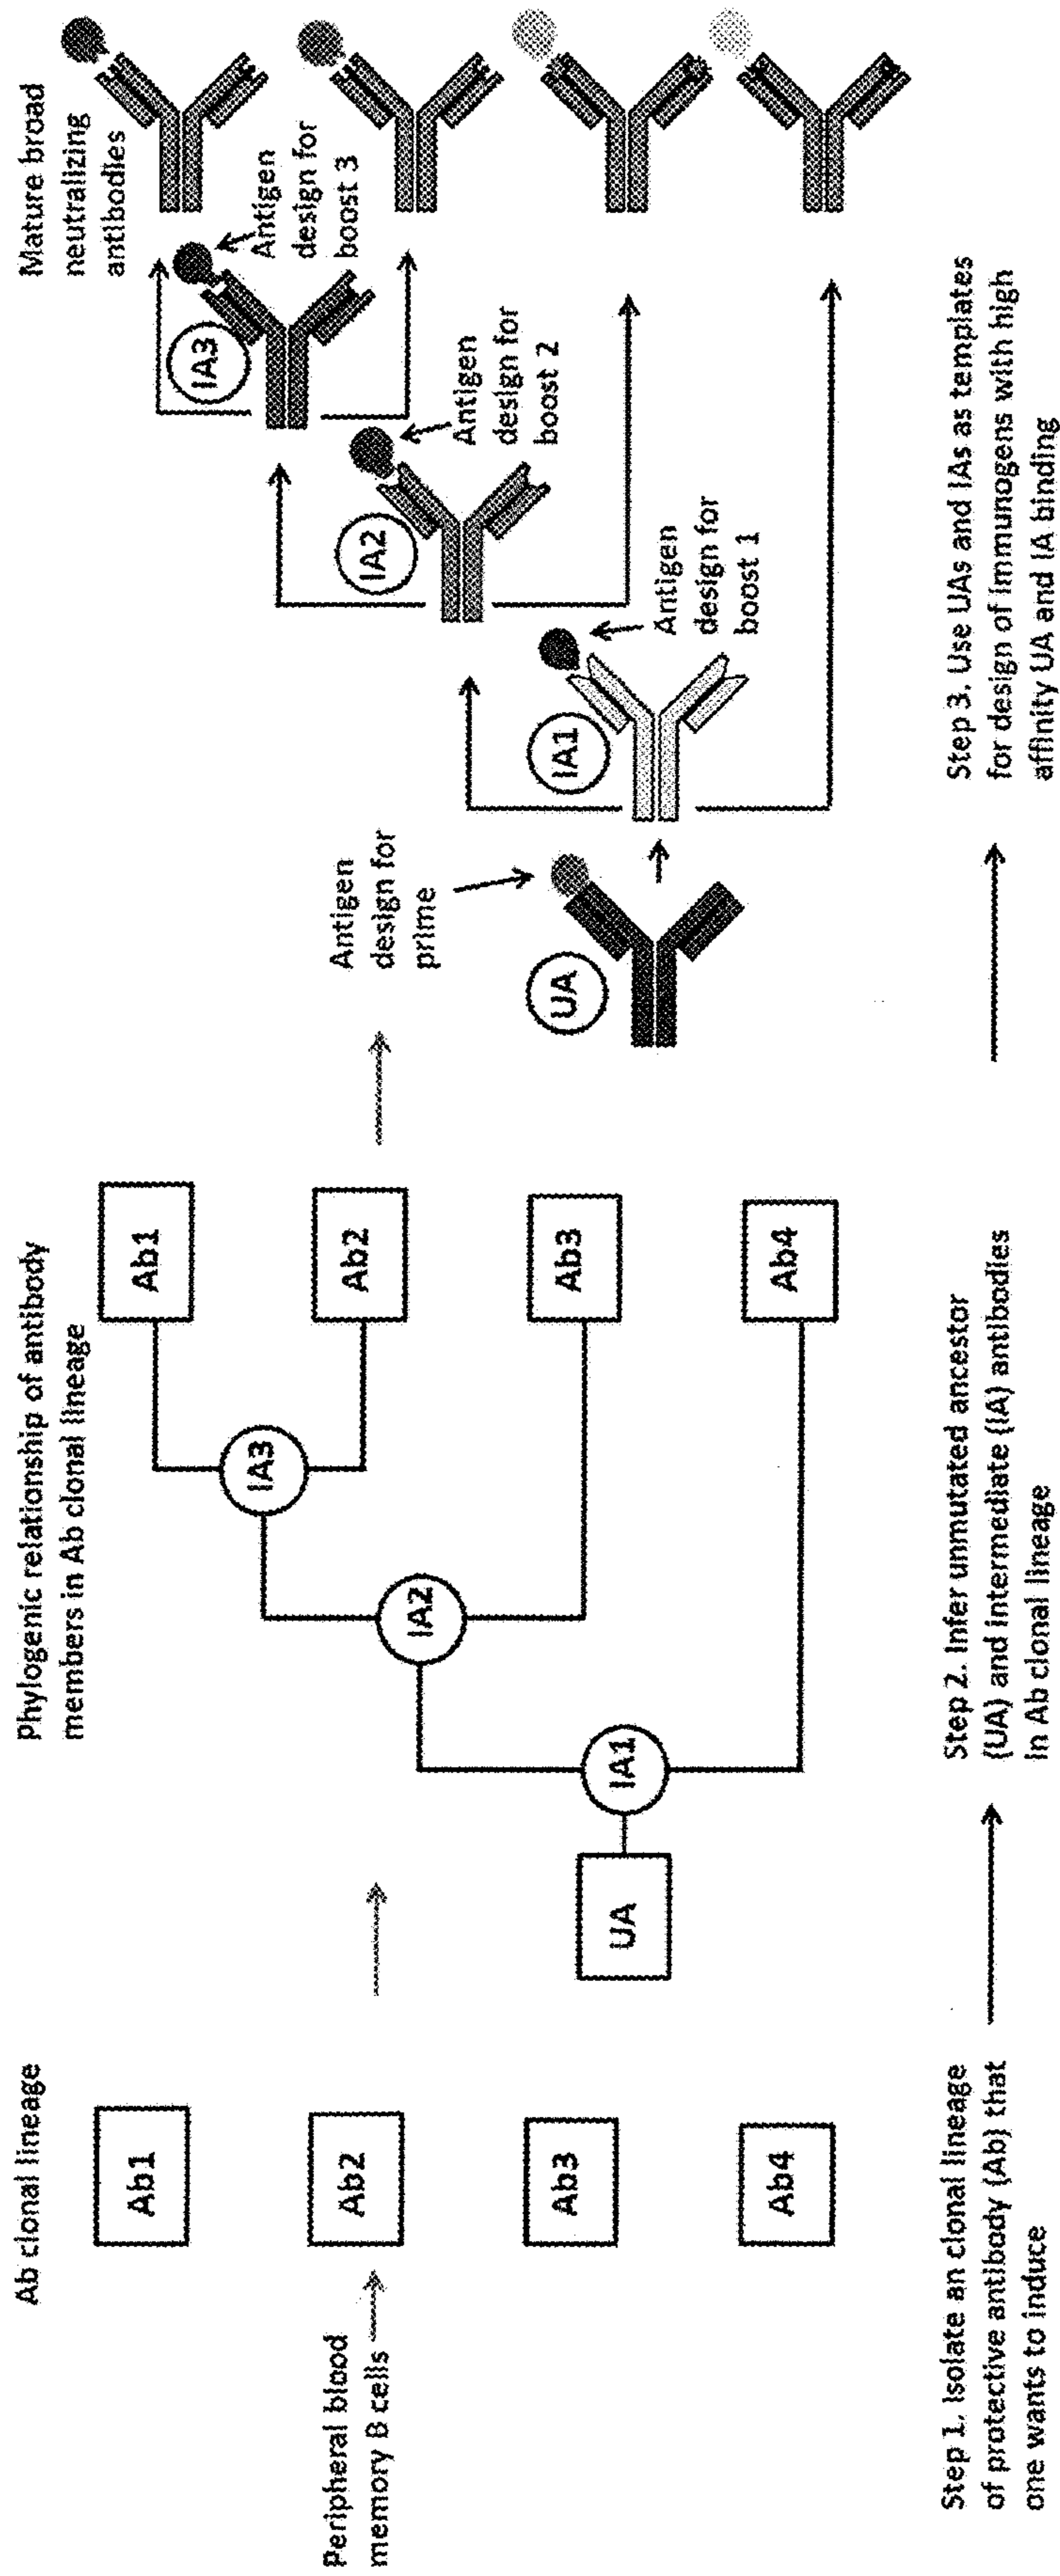 Ab clonal lineage
Peripheral blood
memory B cells
Ab1
Ab2
Ab3
Ab4
Step 1. Isolate an clonal lineage
of protective antibody (Ab) that
one wants to induce
Phylogenic relationship of antibody
members in Ab clonal lineage
UA
IA1
IA2
IA3
Ab1
Ab2
Ab3
Ab4
Step 2. Infer unmutated ancestor
(UA) and intermediate (IA) antibodies
in Ab clonal lineage
Mature broad
neutralizing
antibodies
Antigen
design for
prime
UA
IA1
Antigen
design for
boost 1
IA2
Antigen
design for
boost 2
IA3
Antigen
design for
boost 3
Step 3. Use UAs and IAs as templates
for design of immunogens with high
affinity UA and IA binding